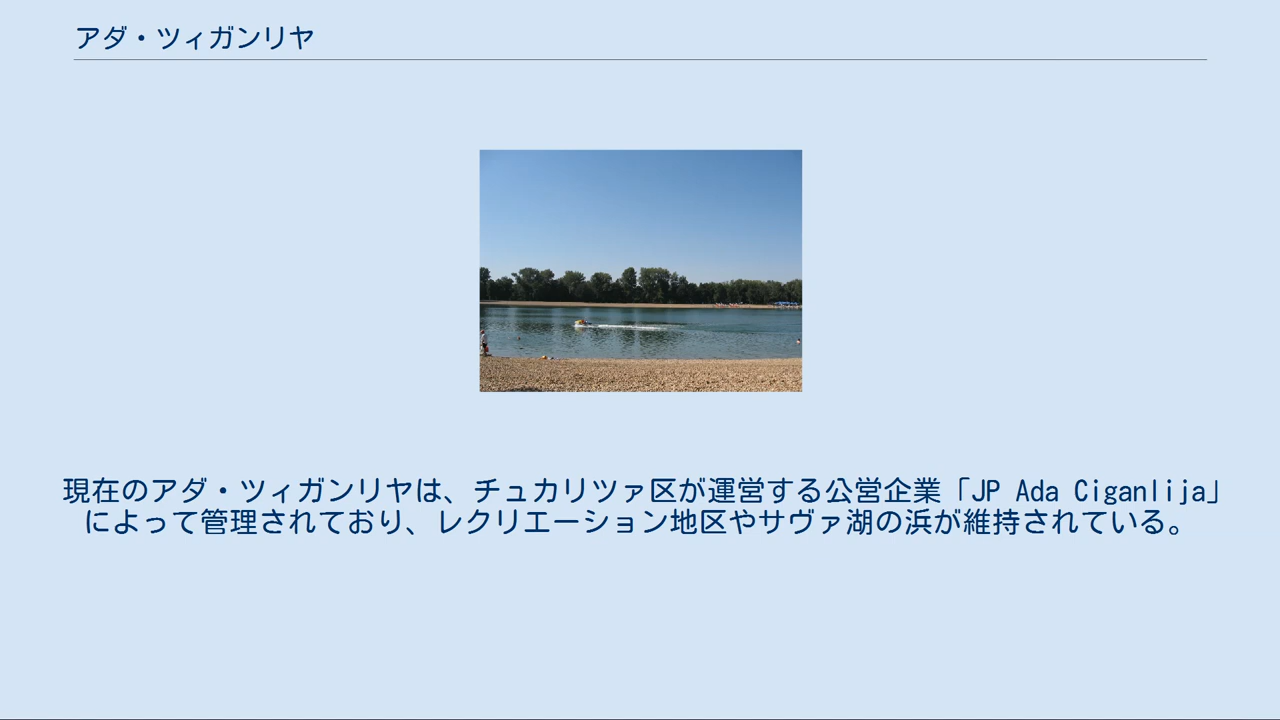 アダ・ツィガンリヤ
現在のアダ・ツィガンリヤは、チュカリツァ区が運営する公営企業「JP Ada Ciganlija」
によって管理されており、レクリエーション地区やサヴァ湖の浜が維持されている。